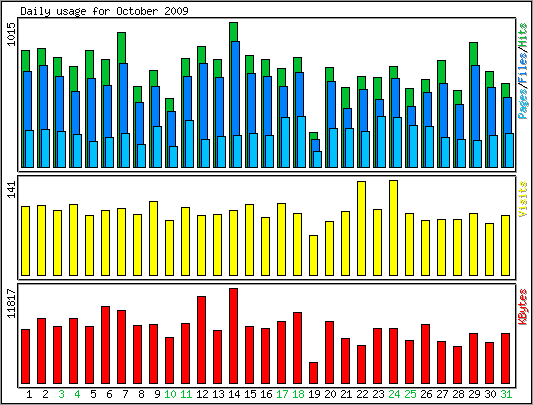 Daily usage for October 2009
1015
Pages/Files/Hits
141
Visits
11817
KBytes
1 2 3 4 5 6 7 8 9 10 11 12 13 14 15 16 17 18 19 20 21 22 23 24 25 26 27 28 29 30 31